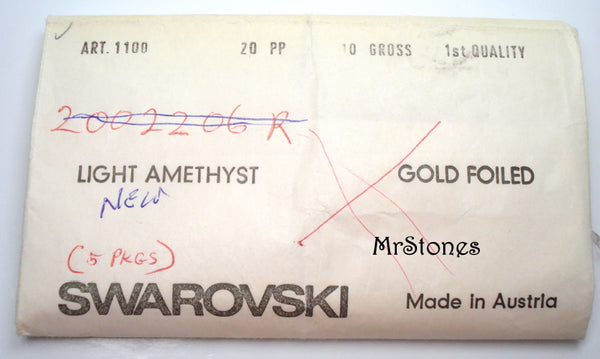 ART. 1100 20 PP 10 GROSS 1st QUALITY
2002206 R
LIGHT AMETHYST GOLD FOILED
NEW
MrStones
(5 PKGS)
SWAROVSKI Made in Austria